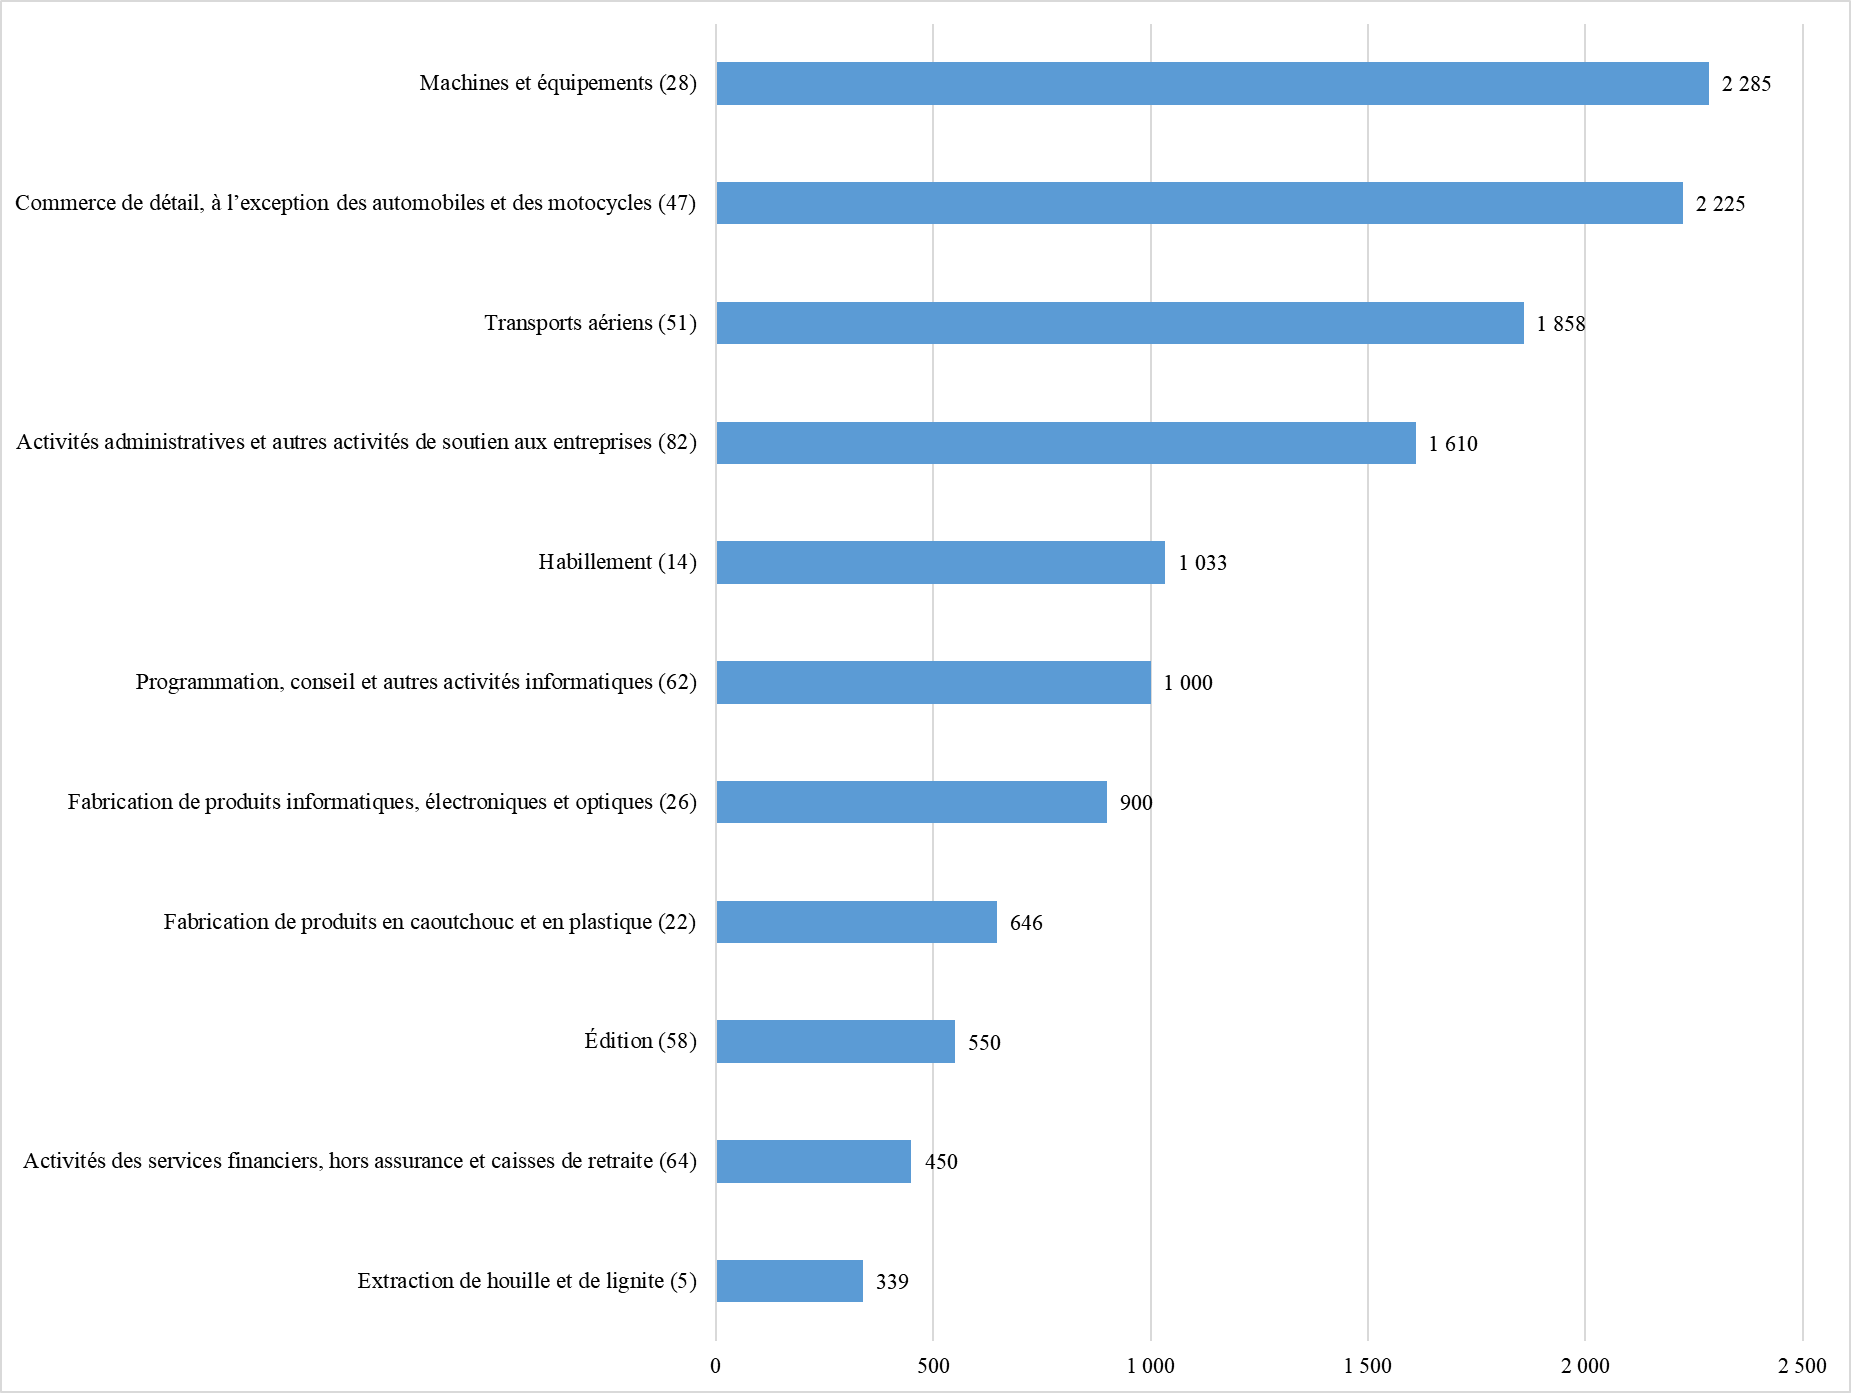 Machines et équipements (28)
2 285
Commerce de détail, à l’exception des automobiles et des motocycles (47)
2 225
Transports aériens (51)
1 858
Activités administratives et autres activités de soutien aux entreprises (82)
1 610
Habillement (14)
1 033
Programmation, conseil et autres activités informatiques (62)
1 000
Fabrication de produits informatiques, électroniques et optiques (26)
900
Fabrication de produits en caoutchouc et en plastique (22)
646
Édition (58)
550
Activités des services financiers, hors assurance et caisses de retraite (64)
450
Extraction de houille et de lignite (5)
339
0 500 1 000 1 500 2 000 2 500